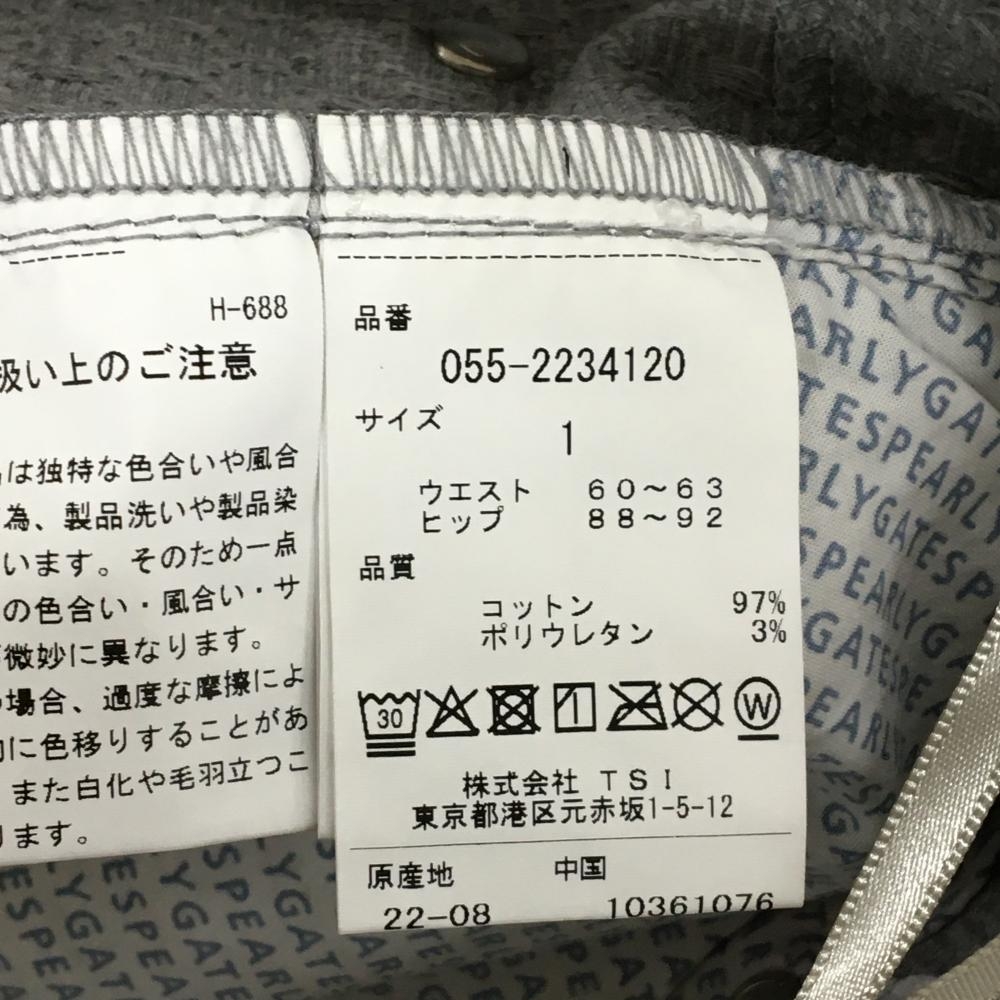 H-688
扱い上のご注意
は独特な色合いや風合
為、製品洗いや製品染
います。そのため一点
の色合い・風合い・サ
微妙に異なります。
場合、過度な摩擦によ
に色移りすることがあ
また白化や毛羽立つこ
ります。
品番
055-2234120
サイズ
1
ウエスト 60~63
ヒップ 88~92
品質
コットン 97%
ポリウレタン 3%
30
W
株式会社 TSI
東京都港区元赤坂1-5-12
原産地 中国
22-08 10361076
ARLYGAT
TESPEARLY
RLYGATESP
SPEARLYGA
GATESPE
EARL